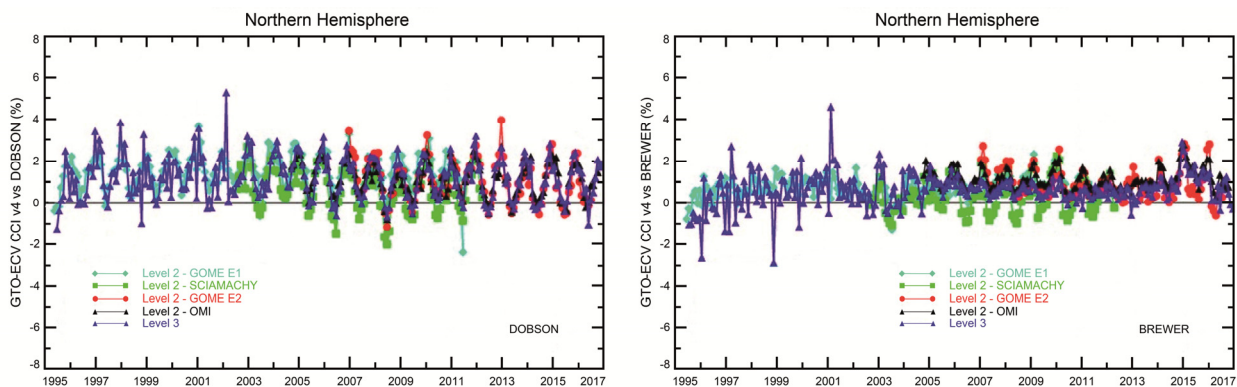 Northern Hemisphere
GTO-ECV CCI v4 vs DOBSON (%)
8
6
4
2
0
-2
-4
-6
-8
Level 2 - GOME E1
Level 2 - SCIAMACHY
Level 2 - GOME E2
Level 2 - OMI
Level 3
DOBSON
1995 1997 1999 2001 2003 2005 2007 2009 2011 2013 2015 2017
Northern Hemisphere
GTO-ECV CCI v4 vs BREWER (%)
8
6
4
2
0
-2
-4
-6
-8
Level 2 - GOME E1
Level 2 - SCIAMACHY
Level 2 - GOME E2
Level 2 - OMI
Level 3
BREWER
1995 1997 1999 2001 2003 2005 2007 2009 2011 2013 2015 2017